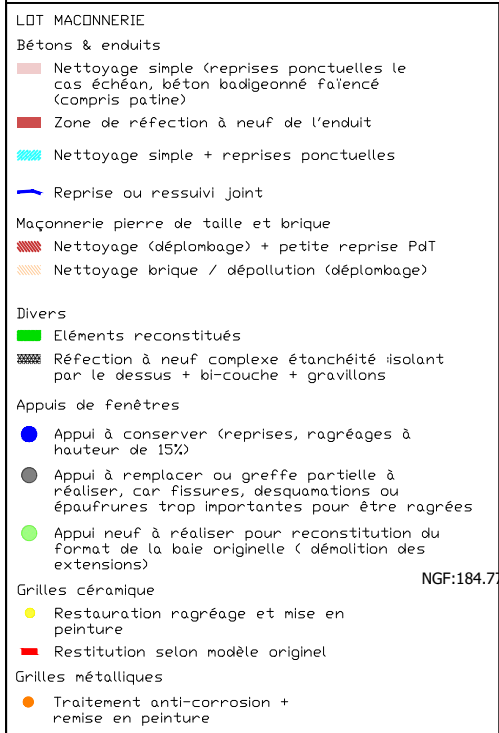 LOT MACONNERIE
Bétons & enduits
Nettoyage simple (reprises ponctuelles le
cas échéan, béton badigeonné faïencé
(compris patine)
Zone de réfection à neuf de l'enduit
Nettoyage simple + reprises ponctuelles
Reprise ou ressuivi joint
Maçonnerie pierre de taille et brique
Nettoyage (déplombage) + petite reprise PdT
Nettoyage brique / dépollution (déplombage)
Divers
Eléments reconstitués
Réfection à neuf complexe étanchéité :isolant
par le dessus + bi-couche + gravillons
Appuis de fenêtres
Appui à conserver (reprises, ragréages à
hauteur de 15%)
Appui à remplacer ou greffe partielle à
réaliser, car fissures, desquamations ou
épaufrures trop importantes pour être ragrées
Appui neuf à réaliser pour reconstitution du
format de la baie originelle ( démolition des
extensions)
NGF:184.77
Grilles céramique
Restauration ragréage et mise en
peinture
Restitution selon modèle originel
Grilles métalliques
Traitement anti-corrosion +
remise en peinture